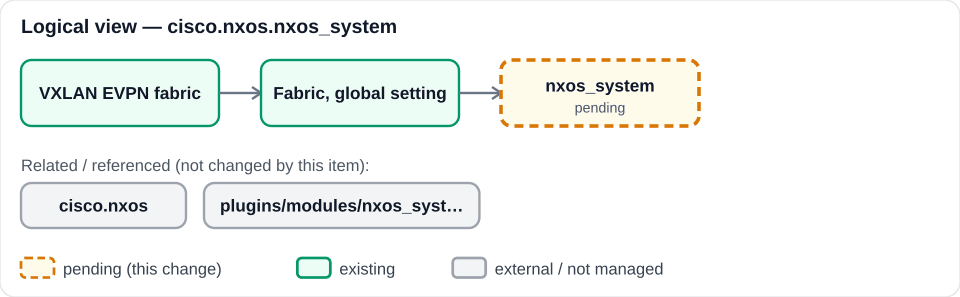 Logical view — cisco.nxos.nxos_system
VXLAN EVPN fabric
Fabric, global setting
nxos_system
pending
Related / referenced (not changed by this item):
cisco.nxos
plugins/modules/nxos_syst…
pending (this change)
existing
external / not managed